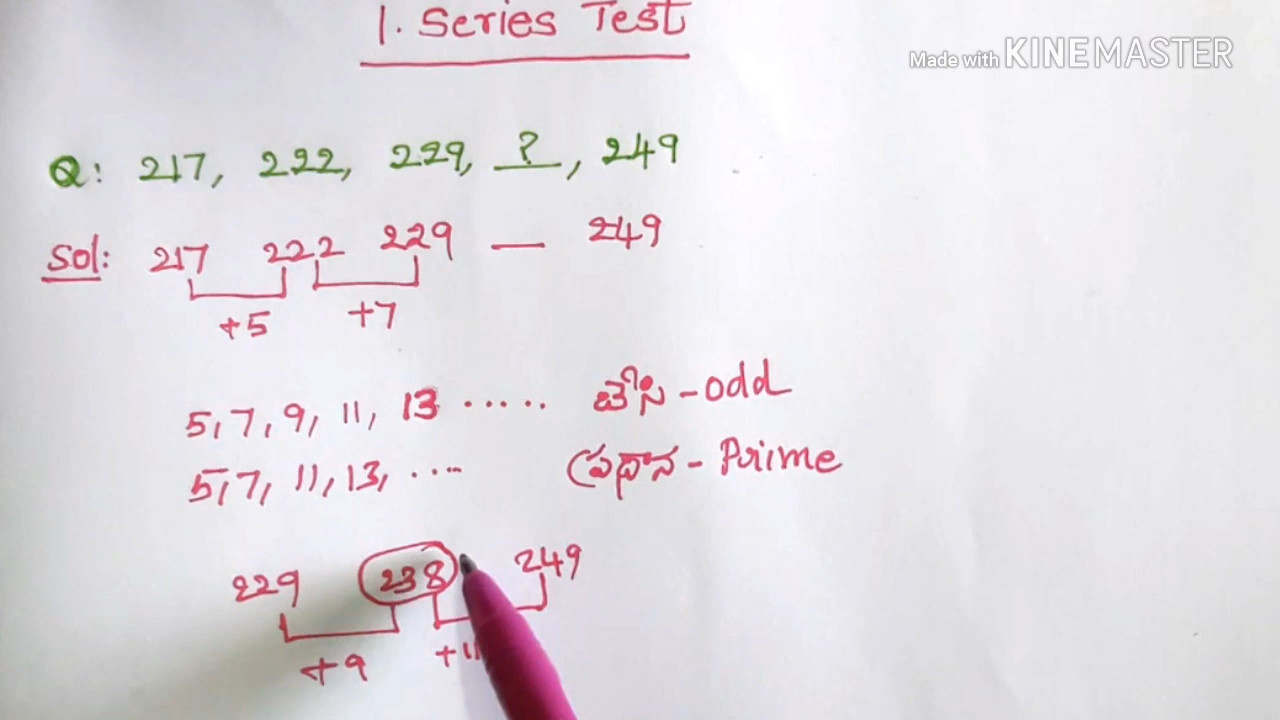 1. Series Test
Made with KINEMASTER
Q: 217, 222, 229, ?, 249
Sol: 217 222 229 — 249
+5 +7
5, 7, 9, 11, 13 ..... బేసి - odd
5, 7, 11, 13, .... ప్రధాన - Prime
229 238 249
+9 +11